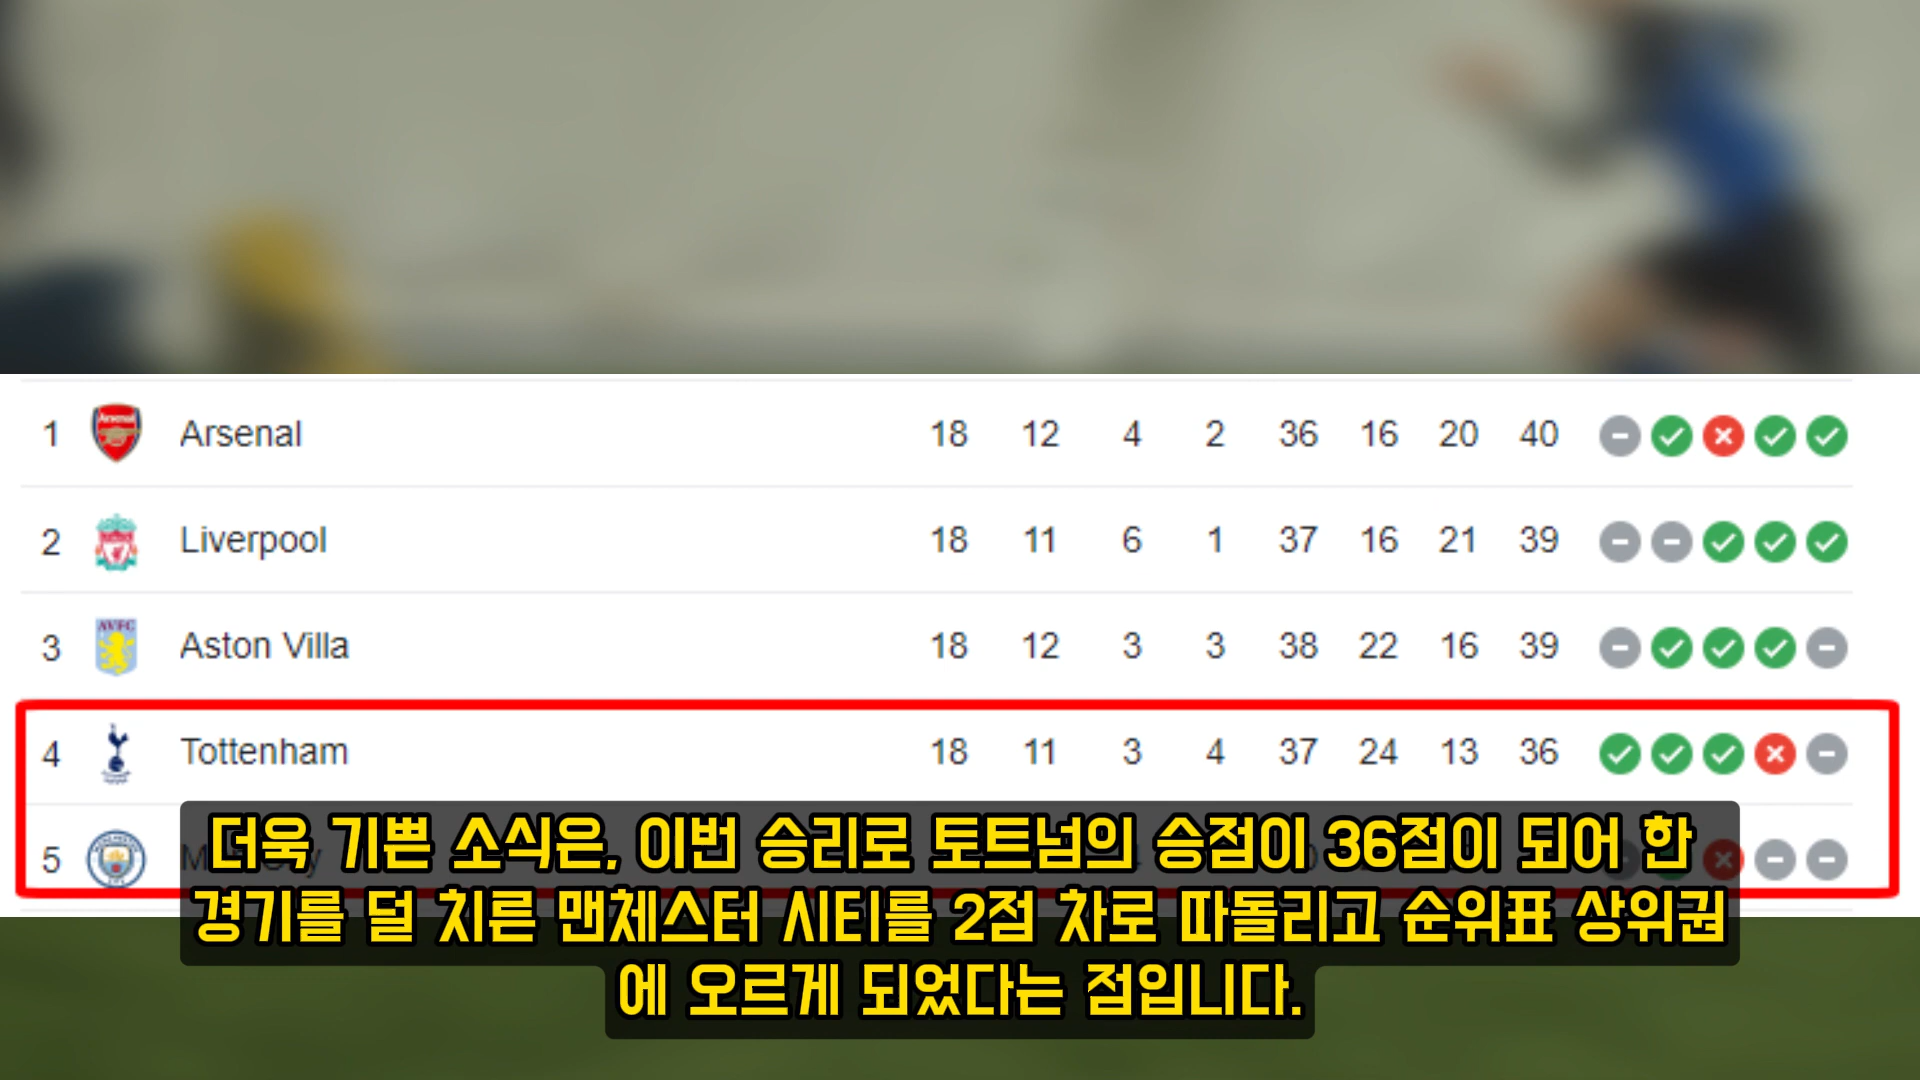 1 Arsenal 18 12 4 2 36 16 20 40
2 Liverpool 18 11 6 1 37 16 21 39
3 Aston Villa 18 12 3 3 38 22 16 39
4 Tottenham 18 11 3 4 37 24 13 36
5
더욱 기쁜 소식은, 이번 승리로 토트넘의 승점이 36점이 되어 한
경기를 덜 치른 맨체스터 시티를 2점 차로 따돌리고 순위표 상위권
에 오르게 되었다는 점입니다.